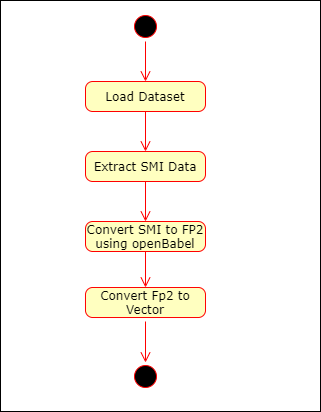 Load Dataset
Extract SMI Data
Convert SMI to FP2
using openBabel
Convert Fp2 to
Vector